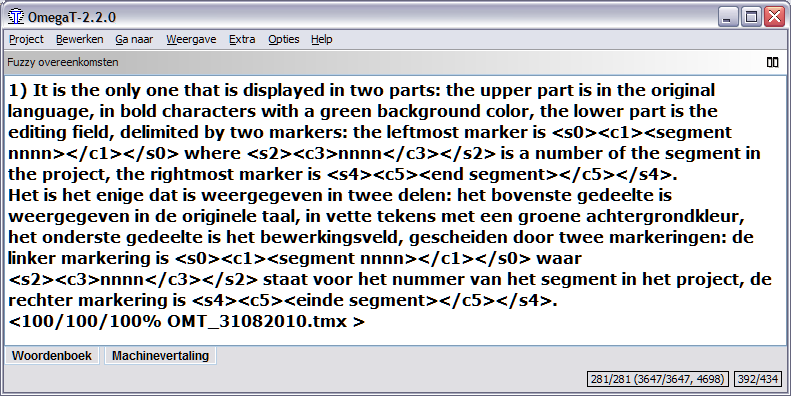 OmegaT-2.2.0
Project Bewerken Ga naar Weergave Extra Opties Help
Fuzzy overeenkomsten
1) It is the only one that is displayed in two parts: the upper part is in the original
language, in bold characters with a green background color, the lower part is the
editing field, delimited by two markers: the leftmost marker is <s0><c1><segment
nnnn></c1></s0> where <s2><c3>nnnn</c3></s2> is a number of the segment in
the project, the rightmost marker is <s4><c5><end segment></c5></s4>.
Het is het enige dat is weergegeven in twee delen: het bovenste gedeelte is
weergegeven in de originele taal, in vette tekens met een groene achtergrondkleur,
het onderste gedeelte is het bewerkingsveld, gescheiden door twee markeringen: de
linker markering is <s0><c1><segment nnnn></c1></s0> waar
<s2><c3>nnnn</c3></s2> staat voor het nummer van het segment in het project, de
rechter markering is <s4><c5><einde segment></c5></s4>.
<100/100/100% OMT_31082010.tmx >
Woordenboek Machinevertaling
281/281 (3647/3647, 4698) 392/434